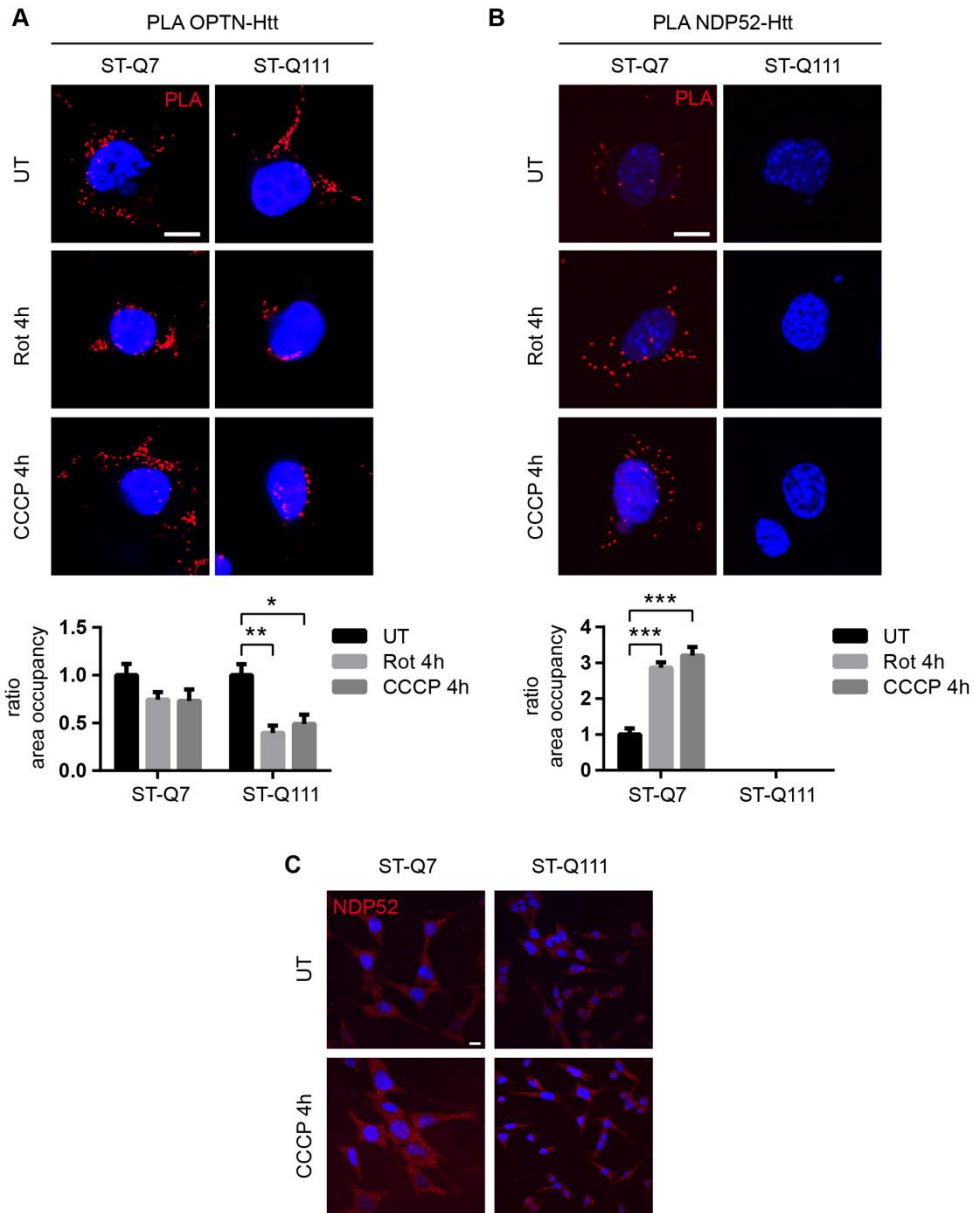 A
PLA OPTN-Htt
ST-Q7 ST-Q111
PLA
UT
Rot 4h
CCCP 4h
ratio
area occupancy
1.5
1.0
0.5
0.0
*
**
ST-Q7 ST-Q111
UT
Rot 4h
CCCP 4h
B
PLA NDP52-Htt
ST-Q7 ST-Q111
PLA
UT
Rot 4h
CCCP 4h
ratio
area occupancy
4
3
2
1
0
***
***
ST-Q7 ST-Q111
UT
Rot 4h
CCCP 4h
C
ST-Q7 ST-Q111
NDP52
UT
CCCP 4h